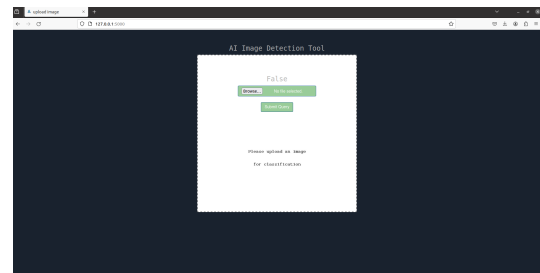 upload image
127.0.0.1:5000
AI Image Detection Tool
False
Browse... No file selected.
Submit Query
Please upload an image
for classification